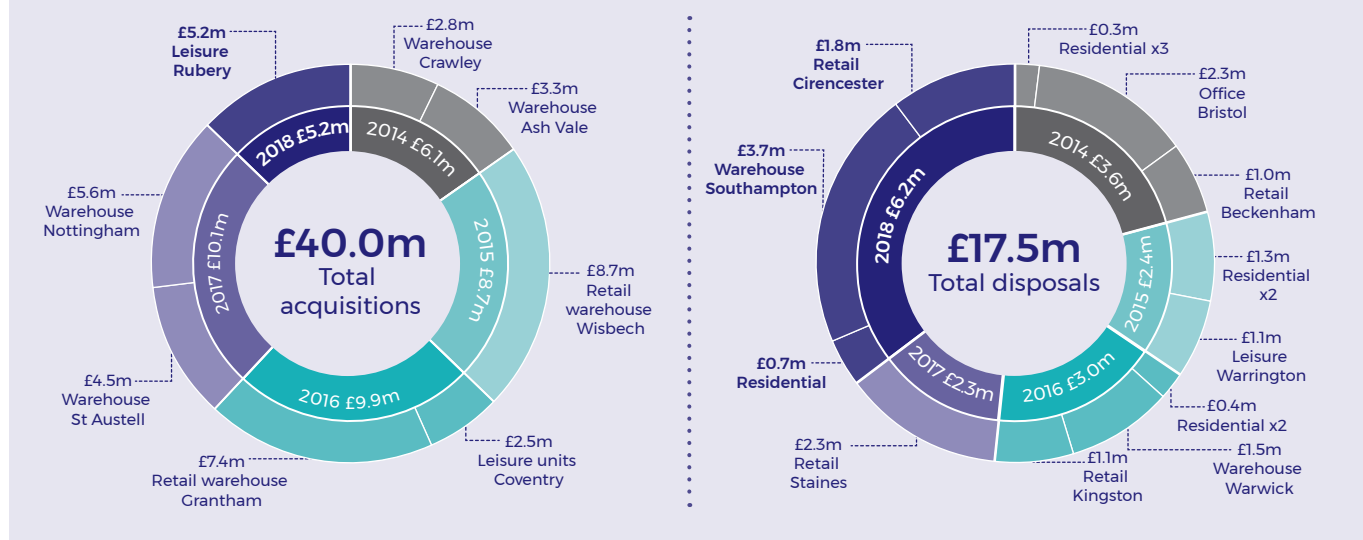 £5.2m
Leisure
Rubery
£2.8m
Warehouse
Crawley
£3.3m
Warehouse
Ash Vale
£8.7m
Retail
warehouse
Wisbech
£2.5m
Leisure units
Coventry
£7.4m
Retail warehouse
Grantham
£4.5m
Warehouse
St Austell
£5.6m
Warehouse
Nottingham
2018 £5.2m
2014 £6.1m
2015 £8.7m
2016 £9.9m
2017 £10.1m
£40.0m
Total
acquisitions
£0.3m
Residential x3
£2.3m
Office
Bristol
£1.0m
Retail
Beckenham
£1.3m
Residential
x2
£1.1m
Leisure
Warrington
£0.4m
Residential x2
£1.5m
Warehouse
Warwick
£1.1m
Retail
Kingston
£2.3m
Retail
Staines
£0.7m
Residential
£3.7m
Warehouse
Southampton
£1.8m
Retail
Cirencester
2014 £3.6m
2015 £2.4m
2016 £3.0m
2017 £2.3m
2018 £6.2m
£17.5m
Total disposals